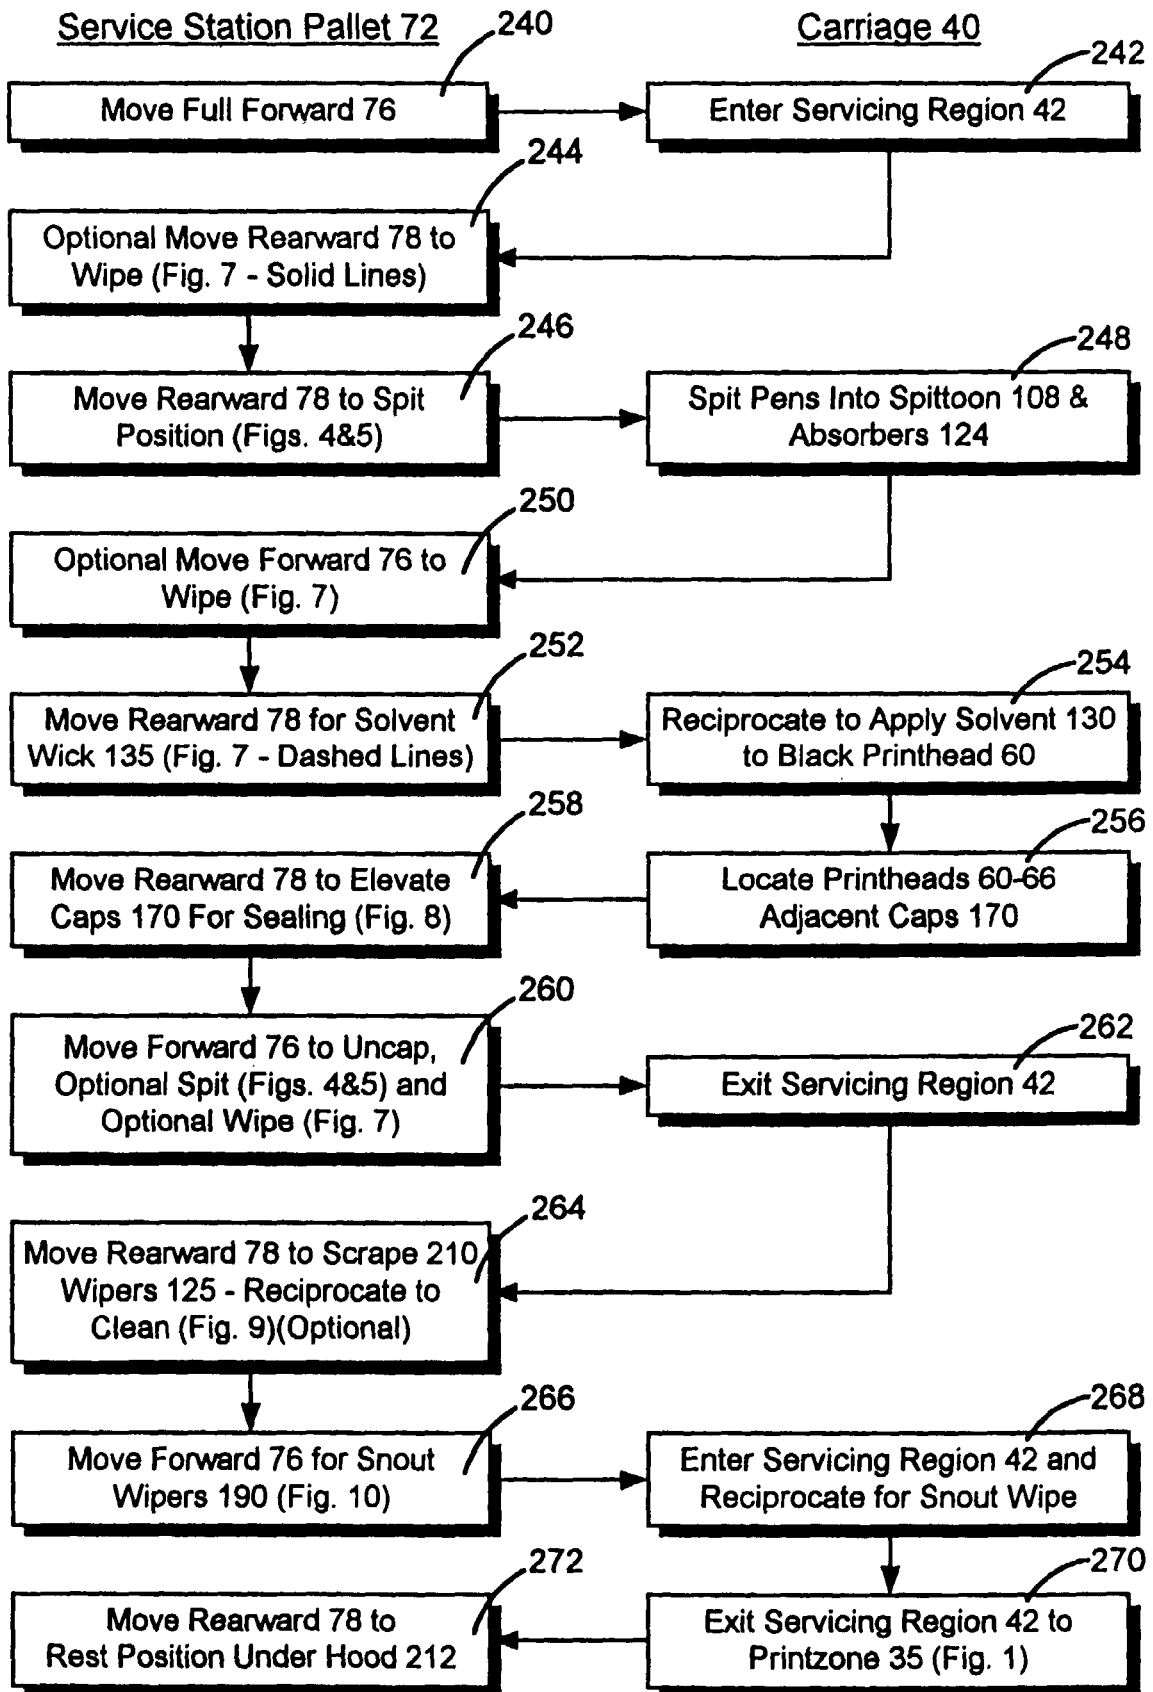 Service Station Pallet 72
240
Carriage 40
242
Move Full Forward 76
Enter Servicing Region 42
244
Optional Move Rearward 78 to
Wipe (Fig. 7 - Solid Lines)
246
248
Move Rearward 78 to Spit
Position (Figs. 4&5)
Spit Pens Into Spittoon 108 &
Absorbers 124
250
Optional Move Forward 76 to
Wipe (Fig. 7)
252
254
Move Rearward 78 for Solvent
Wick 135 (Fig. 7 - Dashed Lines)
Reciprocate to Apply Solvent 130
to Black Printhead 60
258
256
Move Rearward 78 to Elevate
Caps 170 For Sealing (Fig. 8)
Locate Printheads 60-66
Adjacent Caps 170
260
262
Move Forward 76 to Uncap,
Optional Spit (Figs. 4&5) and
Optional Wipe (Fig. 7)
Exit Servicing Region 42
264
Move Rearward 78 to Scrape 210
Wipers 125 - Reciprocate to
Clean (Fig. 9)(Optional)
266
268
Move Forward 76 for Snout
Wipers 190 (Fig. 10)
Enter Servicing Region 42 and
Reciprocate for Snout Wipe
272
270
Move Rearward 78 to
Rest Position Under Hood 212
Exit Servicing Region 42 to
Printzone 35 (Fig. 1)